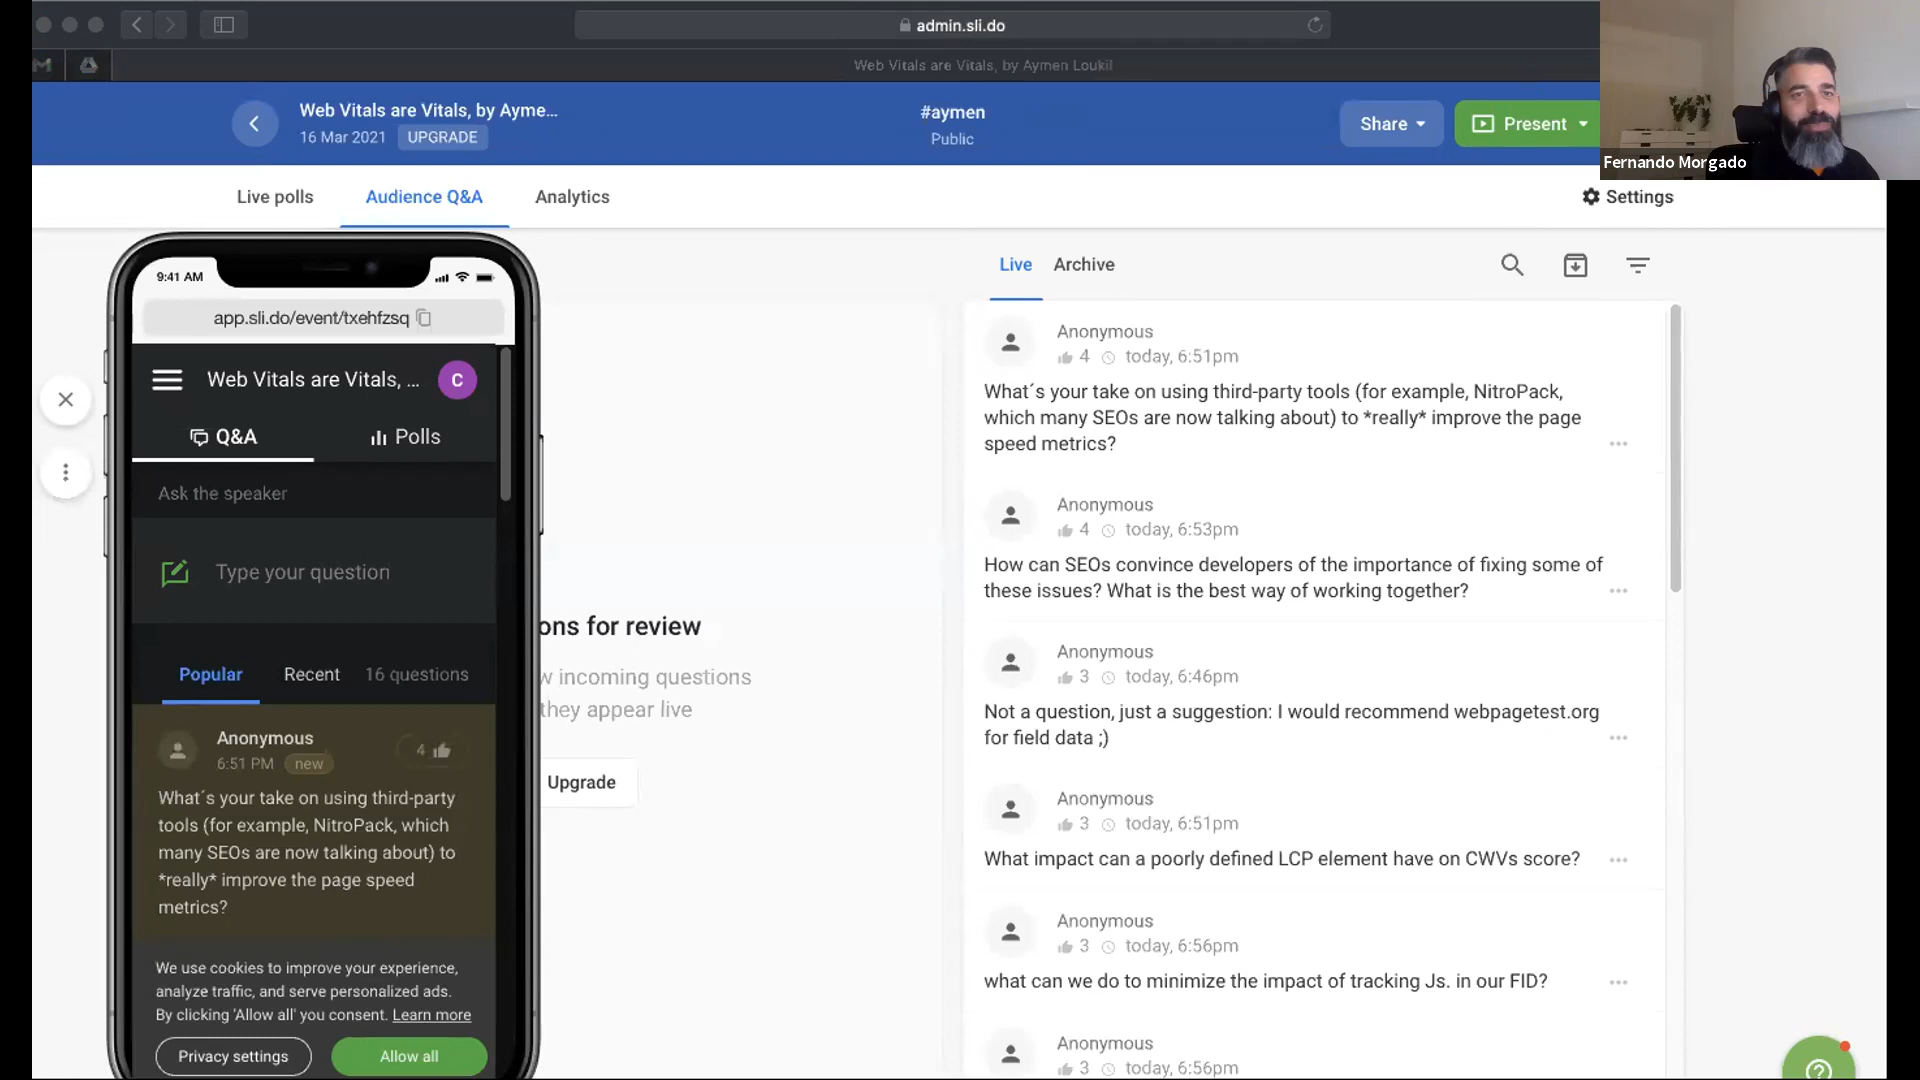 admin.sli.do
Web Vitals are Vitals, by Aymen Loukil
Web Vitals are Vitals, by Ayme...
16 Mar 2021
UPGRADE
#aymen
Public
Share
Present
Fernando Morgado
Live polls
Audience Q&A
Analytics
Settings
9:41 AM
app.sli.do/event/txehfzsq
Web Vitals are Vitals, ...
C
Q&A
Polls
Ask the speaker
Type your question
Popular
Recent
16 questions
Anonymous
4
6:51 PM
new
What´s your take on using third-party
tools (for example, NitroPack, which
many SEOs are now talking about) to
*really* improve the page speed
metrics?
We use cookies to improve your experience,
analyze traffic, and serve personalized ads.
By clicking 'Allow all' you consent. Learn more
Privacy settings
Allow all
ons for review
w incoming questions
they appear live
Upgrade
Live
Archive
Anonymous
4 today, 6:51pm
What´s your take on using third-party tools (for example, NitroPack,
which many SEOs are now talking about) to *really* improve the page
speed metrics?
Anonymous
4 today, 6:53pm
How can SEOs convince developers of the importance of fixing some of
these issues? What is the best way of working together?
Anonymous
3 today, 6:46pm
Not a question, just a suggestion: I would recommend webpagetest.org
for field data ;)
Anonymous
3 today, 6:51pm
What impact can a poorly defined LCP element have on CWVs score?
Anonymous
3 today, 6:56pm
what can we do to minimize the impact of tracking Js. in our FID?
Anonymous
3 today, 6:56pm